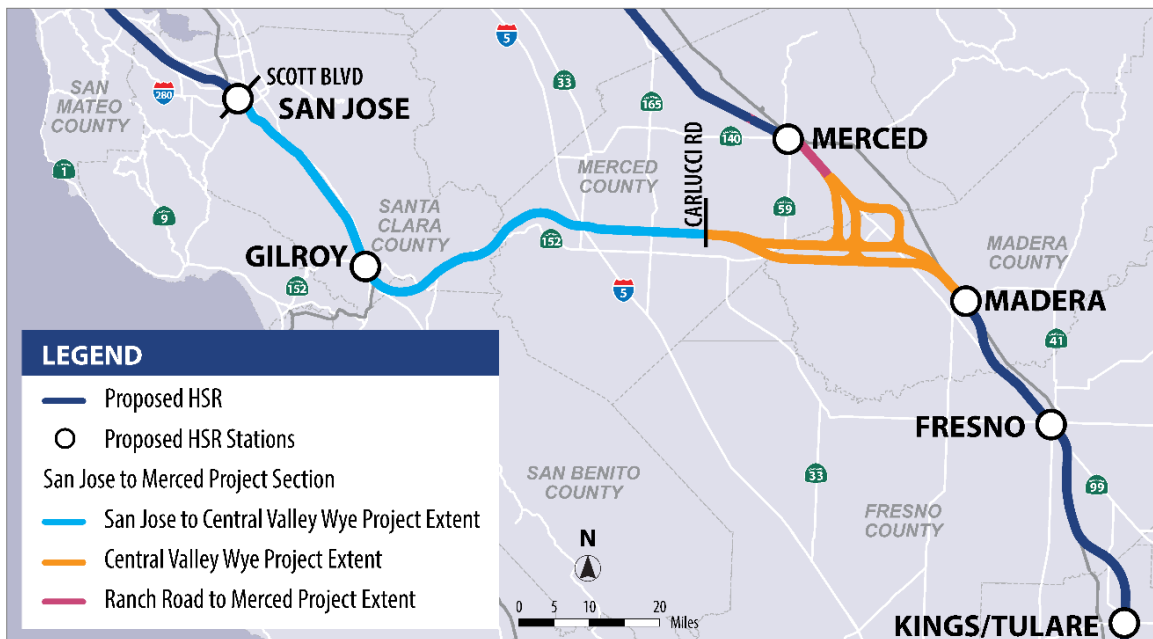 SCOTT BLVD
SAN JOSE
SAN
MATEO
COUNTY
280
1
9
5
33
165
140
MERCED
CARLUCCI RD
MERCED
COUNTY
59
SANTA
CLARA
COUNTY
152
GILROY
152
5
MADERA
COUNTY
MADERA
41
FRESNO
99
33
FRESNO
COUNTY
SAN BENITO
COUNTY
KINGS/TULARE
N
0 5 10 20
Miles
LEGEND
Proposed HSR
Proposed HSR Stations
San Jose to Merced Project Section
San Jose to Central Valley Wye Project Extent
Central Valley Wye Project Extent
Ranch Road to Merced Project Extent